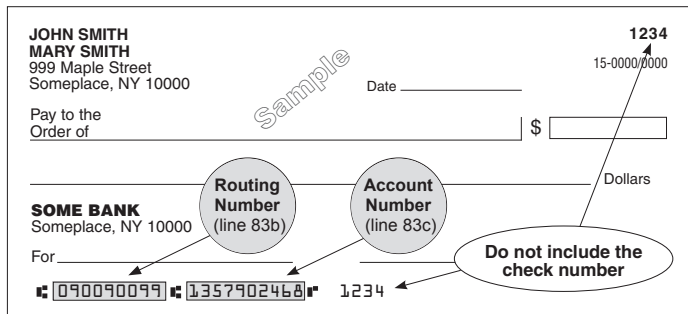 JOHN SMITH
MARY SMITH
999 Maple Street
Someplace, NY 10000
1234
15-0000/0000
Sample
Date
Pay to the
Order of
$
Dollars
Routing
Number
(line 83b)
Account
Number
(line 83c)
SOME BANK
Someplace, NY 10000
For
Do not include the
check number
⑆ 090090099 ⑆ 1357902468⑈ 1234